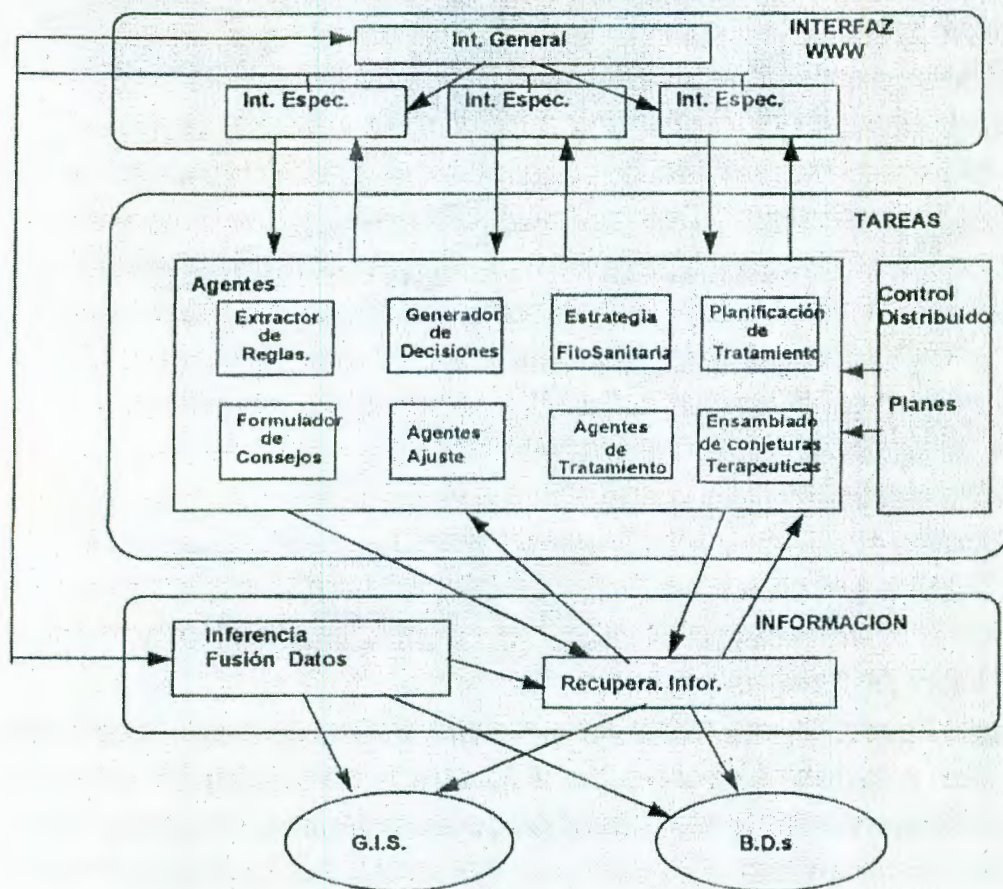 INTERFAZ
WWW
Int. General
Int. Espec.
Int. Espec.
Int. Espec.
TAREAS
Agentes
Extractor
de
Reglas.
Generador
de
Decisiones
Estrategia
FitoSanitaria
Planificación
de
Tratamiento
Control
Distribuido
Planes
Formulador
de
Consejos
Agentes
Ajuste
Agentes
de
Tratamiento
Ensamblado
de conjeturas
Terapeuticas
INFORMACION
Inferencia
Fusión Datos
Recupera. Infor.
G.I.S.
B.D.s